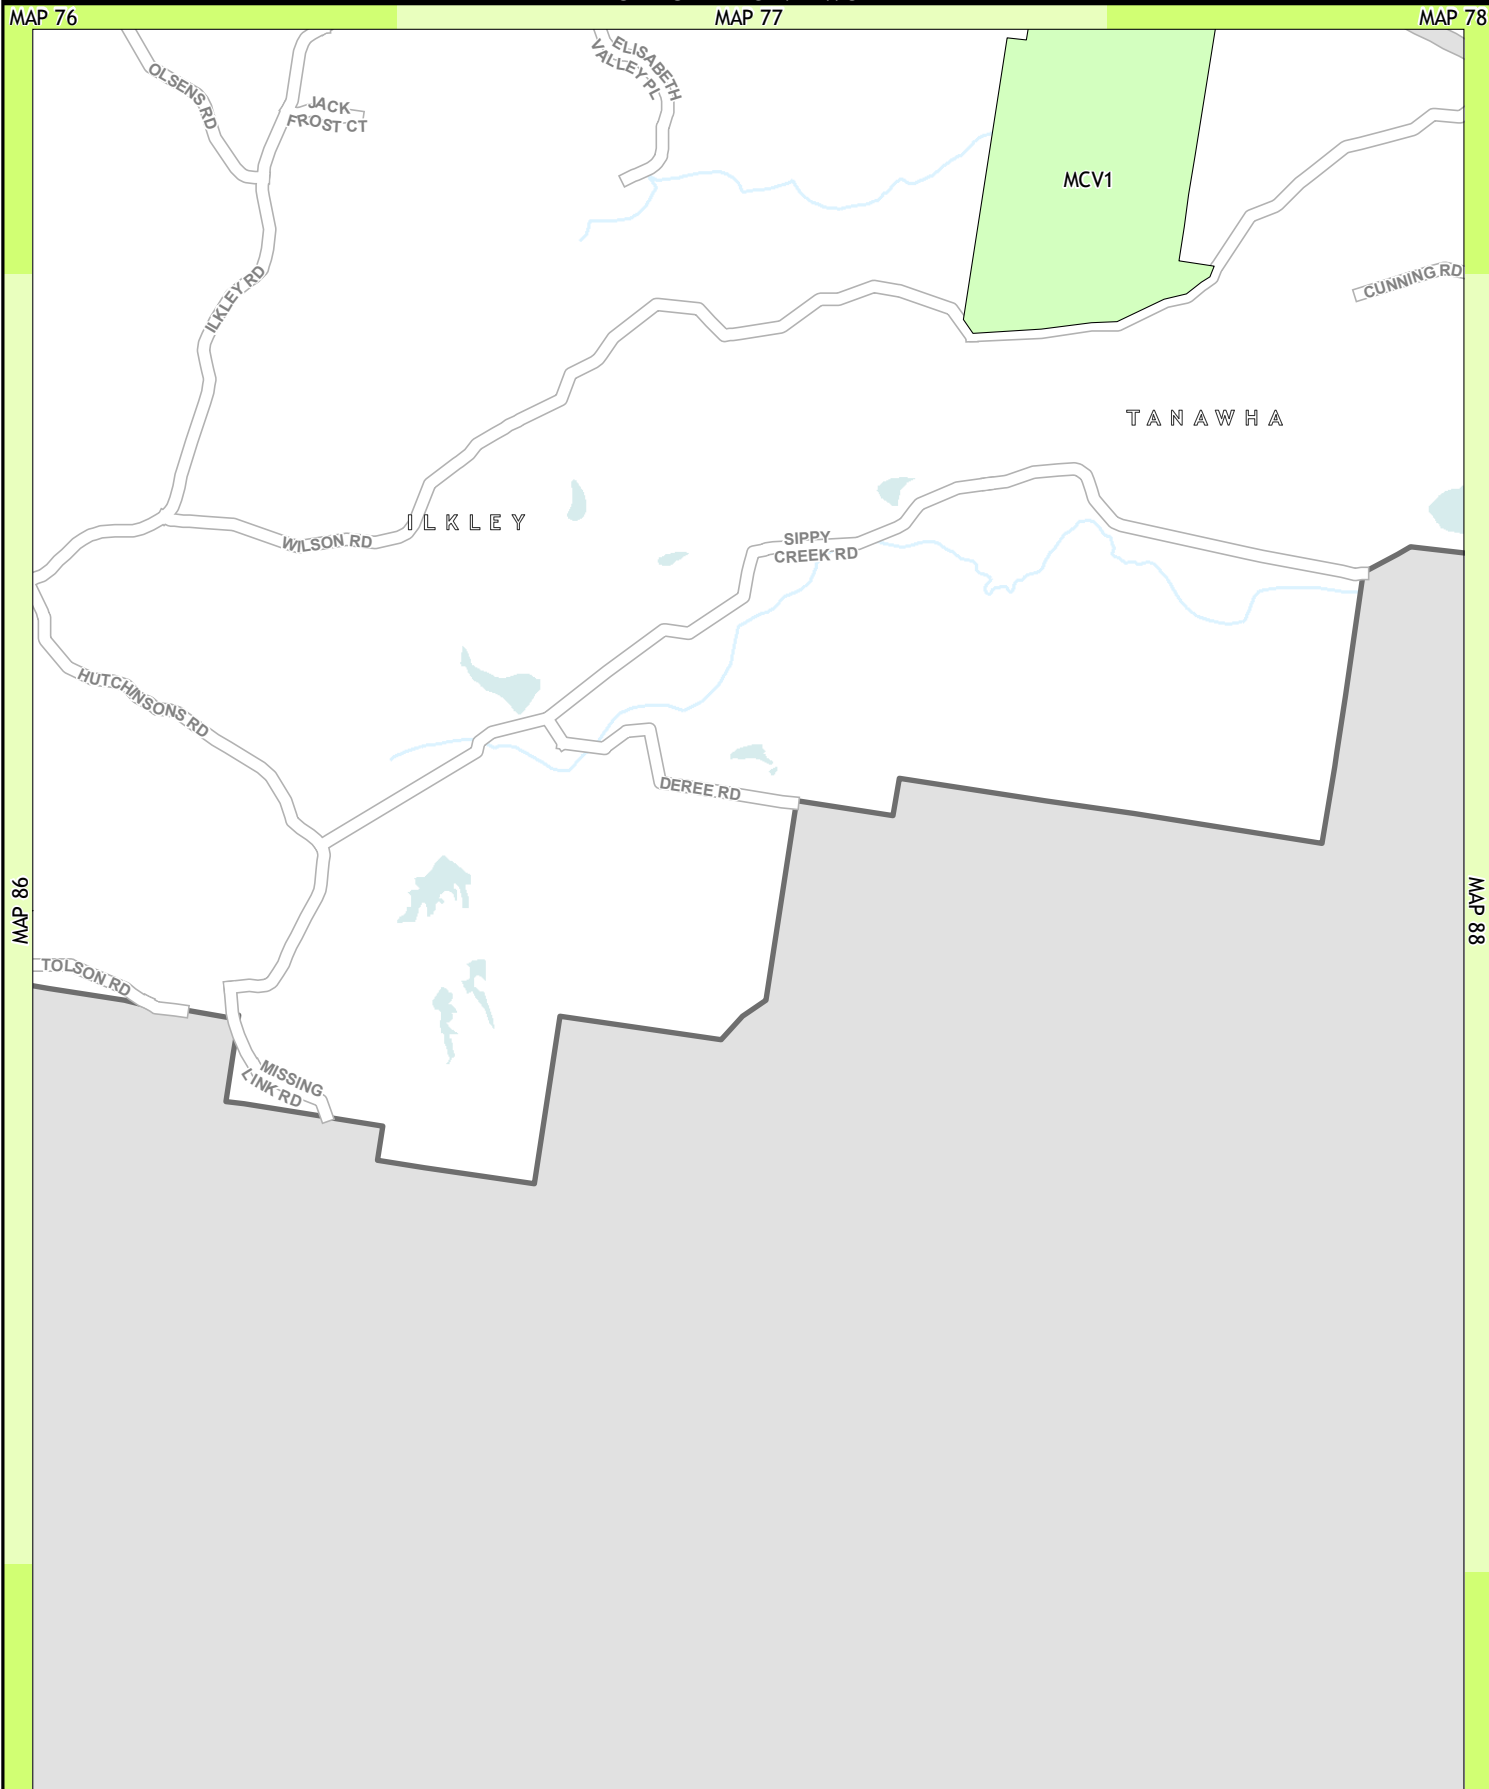 MAP 76
MAP 77
MAP 78
OLSENS RD
JACK
FROST CT
ELISABETH
VALLEY PL
MCV1
ILKLEY RD
CUNNING RD
TANAWHA
ILKLEY
WILSON RD
SIPPY
CREEK RD
HUTCHINSONS RD
DEREE RD
MAP 86
MAP 88
TOLSON RD
MISSING
LINK RD